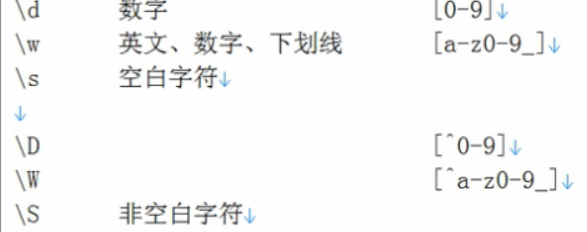 \d 数字 [0-9]↓
\w 英文、数字、下划线 [a-z0-9_]↓
\s 空白字符↓
↓
\D [^0-9]↓
\W [^a-z0-9_]↓
\S 非空白字符↓